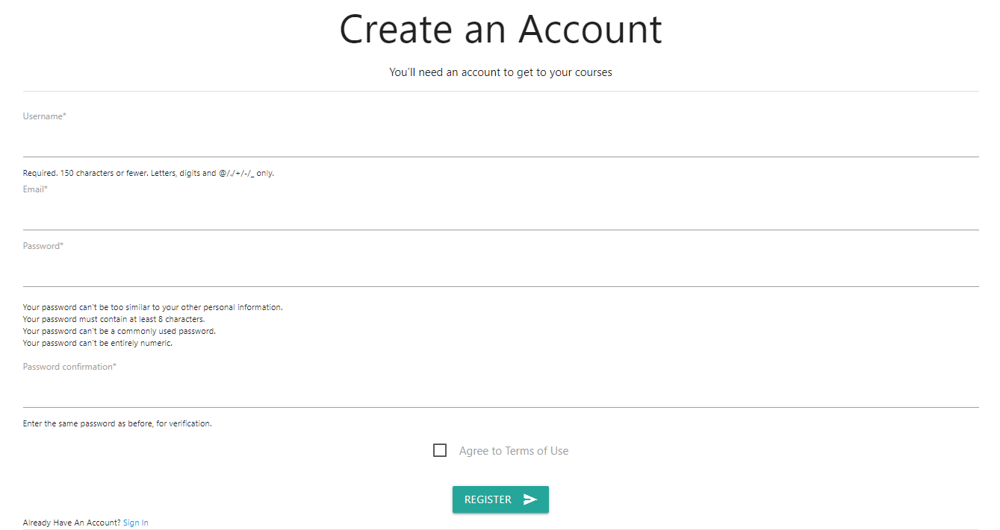 Create an Account
You'll need an account to get to your courses
Username*
Required. 150 characters or fewer. Letters, digits and @/./+/-/_ only.
Email*
Password*
Your password can't be too similar to your other personal information.
Your password must contain at least 8 characters.
Your password can't be a commonly used password.
Your password can't be entirely numeric.
Password confirmation*
Enter the same password as before, for verification.
Agree to Terms of Use
REGISTER
Already Have An Account? Sign In